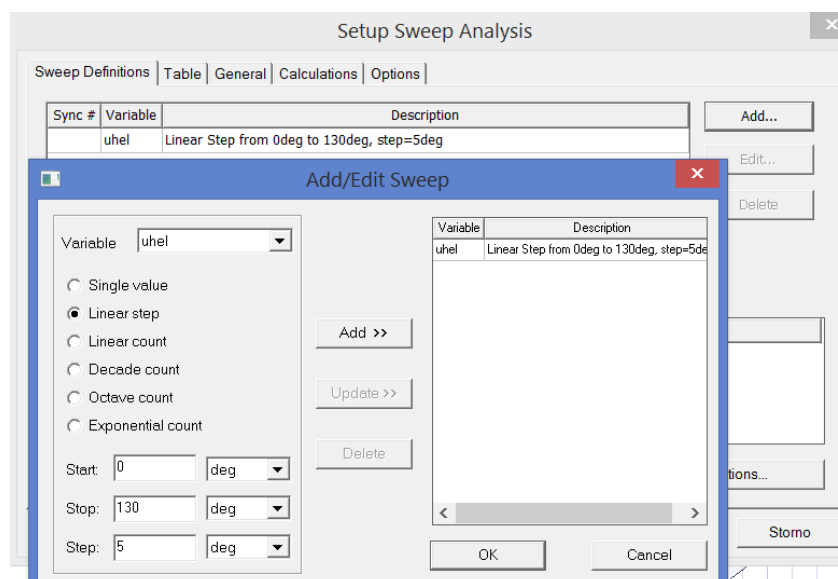 Setup Sweep Analysis
Sweep Definitions Table General Calculations Options
Sync # Variable Description
uhel Linear Step from 0deg to 130deg, step=5deg
Add...
Edit...
Delete
Add/Edit Sweep
Variable uhel
Single value
Linear step
Linear count
Decade count
Octave count
Exponential count
Start: 0 deg
Stop: 130 deg
Step: 5 deg
Add >>
Update >>
Delete
Variable Description
uhel Linear Step from 0deg to 130deg, step=5de
OK Cancel
tions...
Storno